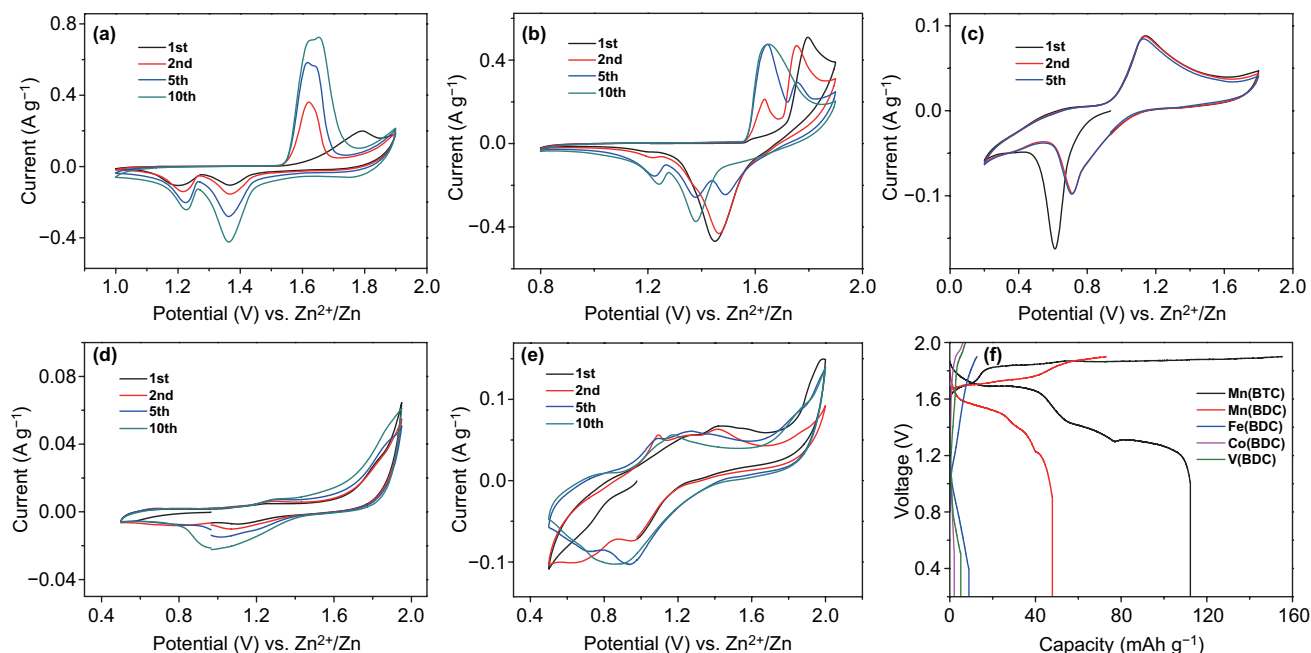 (a)
1st
2nd
5th
10th
0.8
0.4
0.0
−0.4
Current (A g⁻¹)
1.0
1.2
1.4
1.6
1.8
2.0
Potential (V) vs. Zn²⁺/Zn
(b)
1st
2nd
5th
10th
0.4
0.0
−0.4
Current (A g⁻¹)
0.8
1.0
1.2
1.4
1.6
1.8
2.0
Potential (V) vs. Zn²⁺/Zn
(c)
1st
2nd
5th
0.1
0.0
−0.1
Current (A g⁻¹)
0.0
0.4
0.8
1.2
1.6
2.0
Potential (V) vs. Zn²⁺/Zn
(d)
1st
2nd
5th
10th
0.08
0.04
0.00
−0.04
Current (A g⁻¹)
0.4
0.8
1.2
1.6
2.0
Potential (V) vs. Zn²⁺/Zn
(e)
1st
2nd
5th
10th
0.1
0.0
−0.1
Current (A g⁻¹)
0.4
0.8
1.2
1.6
2.0
Potential (V) vs. Zn²⁺/Zn
(f)
Mn(BTC)
Mn(BDC)
Fe(BDC)
Co(BDC)
V(BDC)
2.0
1.6
1.2
0.8
0.4
Voltage (V)
0
40
80
120
160
Capacity (mAh g⁻¹)